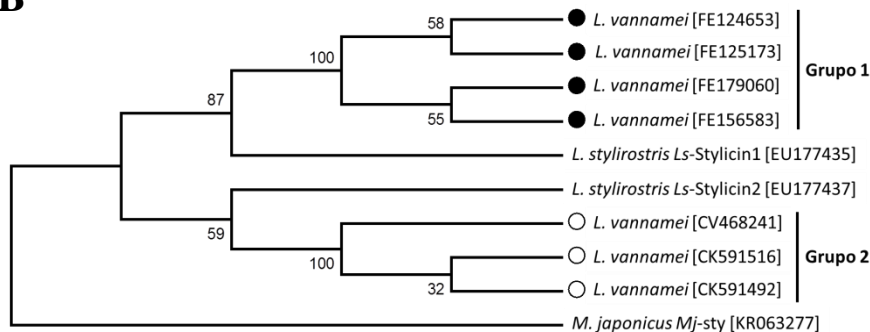 B
58
L. vannamei [FE124653]
L. vannamei [FE125173]
100
L. vannamei [FE179060]
Grupo 1
87
55
L. vannamei [FE156583]
L. stylirostris Ls-Stylicin1 [EU177435]
L. stylirostris Ls-Stylicin2 [EU177437]
59
L. vannamei [CV468241]
100
L. vannamei [CK591516]
Grupo 2
32
L. vannamei [CK591492]
M. japonicus Mj-sty [KR063277]